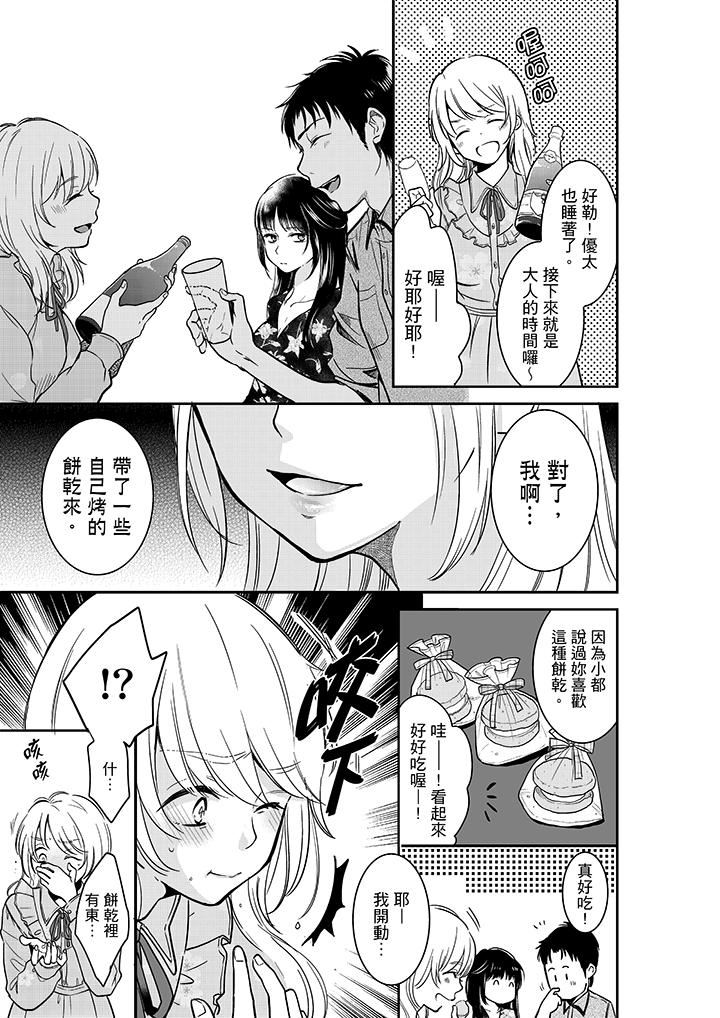 喔呵呵
好勒！優太
也睡著了。
接下來就是
大人的時間囉～
喔——
好耶好耶！
對了，
我啊…
帶了一些
自己烤的
餅乾來。
因為小都
說過妳喜歡
這種餅乾。
哇——！看起來
好好吃喔—！
真好吃！
耶—
我開動…
咬下
!?
什…
咳咳
餅乾裡
有東…